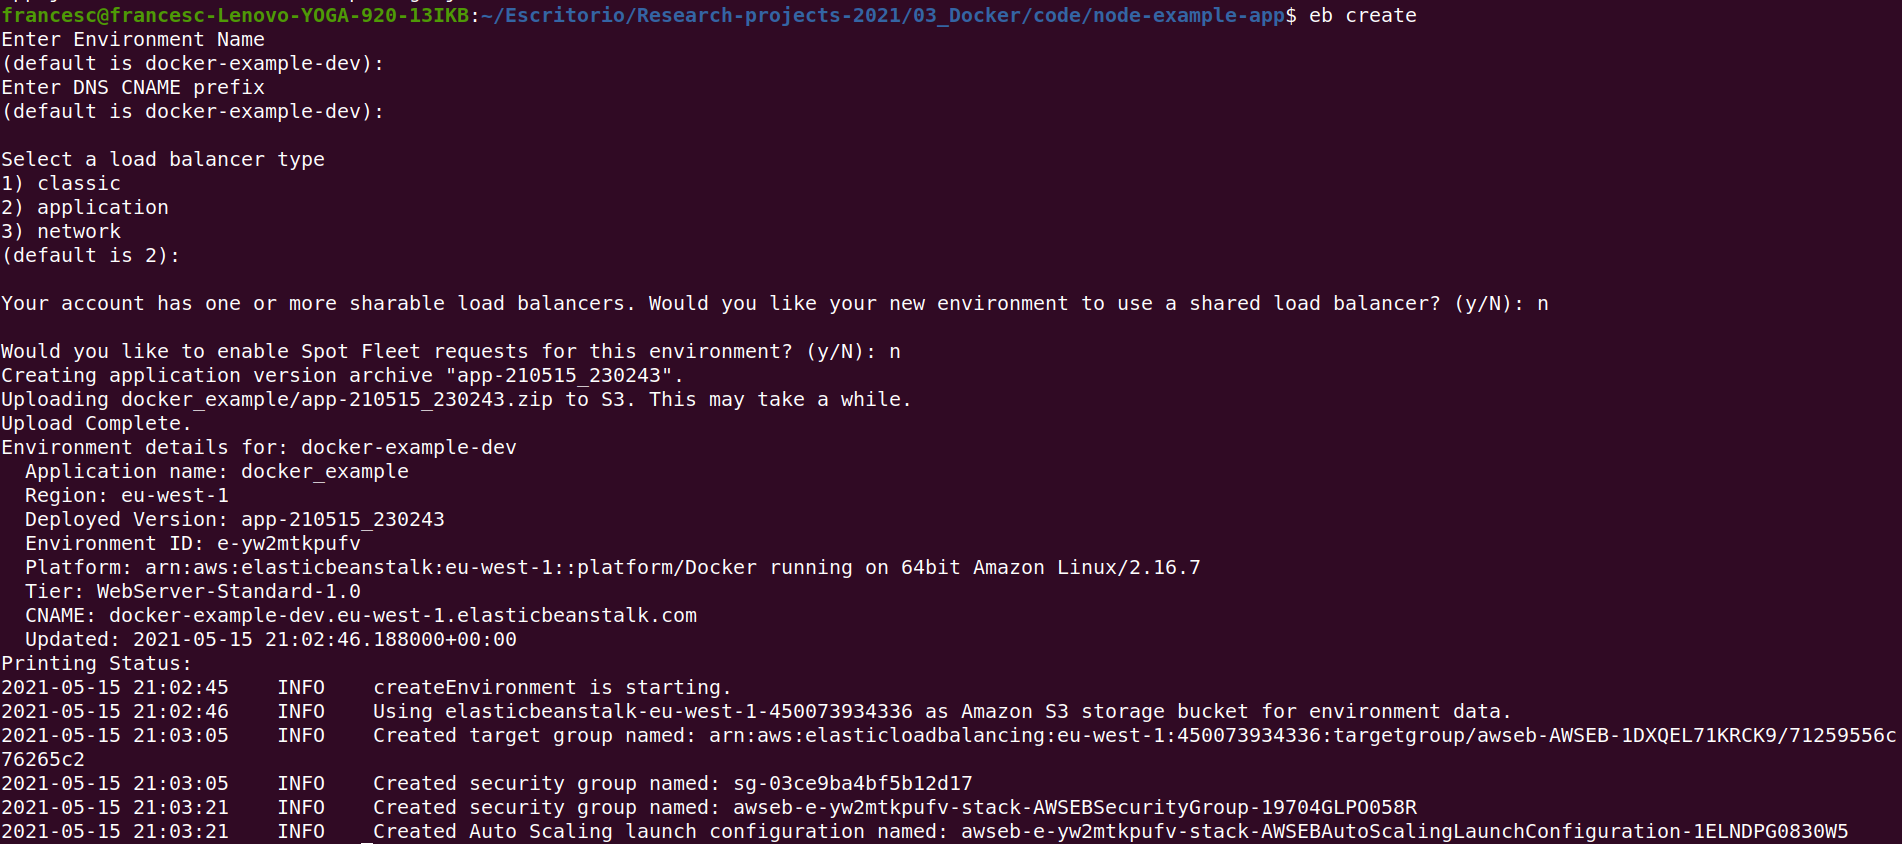 francesc@francesc-Lenovo-YOGA-920-13IKB:~/Escritorio/Research-projects-2021/03_Docker/code/node-example-app$ eb create
Enter Environment Name
(default is docker-example-dev):
Enter DNS CNAME prefix
(default is docker-example-dev):

Select a load balancer type
1) classic
2) application
3) network
(default is 2):

Your account has one or more sharable load balancers. Would you like your new environment to use a shared load balancer? (y/N): n

Would you like to enable Spot Fleet requests for this environment? (y/N): n
Creating application version archive "app-210515_230243".
Uploading docker_example/app-210515_230243.zip to S3. This may take a while.
Upload Complete.
Environment details for: docker-example-dev
  Application name: docker_example
  Region: eu-west-1
  Deployed Version: app-210515_230243
  Environment ID: e-yw2mtkpufv
  Platform: arn:aws:elasticbeanstalk:eu-west-1::platform/Docker running on 64bit Amazon Linux/2.16.7
  Tier: WebServer-Standard-1.0
  CNAME: docker-example-dev.eu-west-1.elasticbeanstalk.com
  Updated: 2021-05-15 21:02:46.188000+00:00
Printing Status:
2021-05-15 21:02:45    INFO    createEnvironment is starting.
2021-05-15 21:02:46    INFO    Using elasticbeanstalk-eu-west-1-450073934336 as Amazon S3 storage bucket for environment data.
2021-05-15 21:03:05    INFO    Created target group named: arn:aws:elasticloadbalancing:eu-west-1:450073934336:targetgroup/awseb-AWSEB-1DXQEL71KRCK9/71259556c
76265c2
2021-05-15 21:03:05    INFO    Created security group named: sg-03ce9ba4bf5b12d17
2021-05-15 21:03:21    INFO    Created security group named: awseb-e-yw2mtkpufv-stack-AWSEBSecurityGroup-19704GLPO058R
2021-05-15 21:03:21    INFO    Created Auto Scaling launch configuration named: awseb-e-yw2mtkpufv-stack-AWSEBAutoScalingLaunchConfiguration-1ELNDPG0830W5